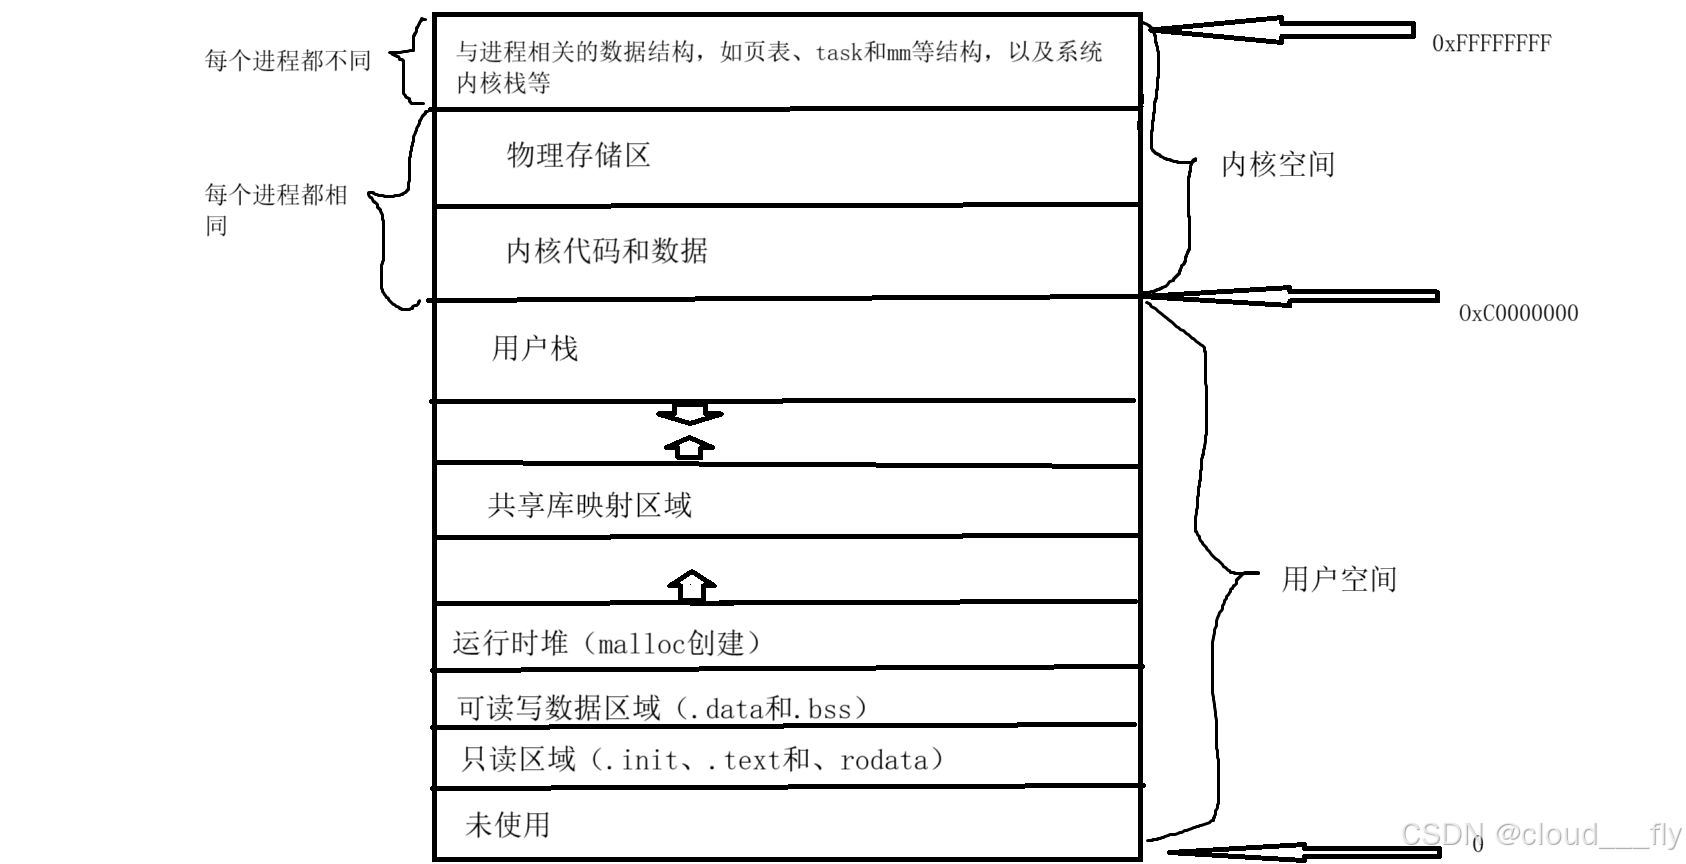 每个进程都不同
与进程相关的数据结构，如页表、task和mm等结构，以及系统
内核栈等
0xFFFFFFFF
物理存储区
内核空间
每个进程都相
同
内核代码和数据
0xC0000000
用户栈
共享库映射区域
用户空间
运行时堆（malloc创建）
可读写数据区域（.data和.bss）
只读区域（.init、.text和、rodata）
未使用
0
CSDN @cloud___fly